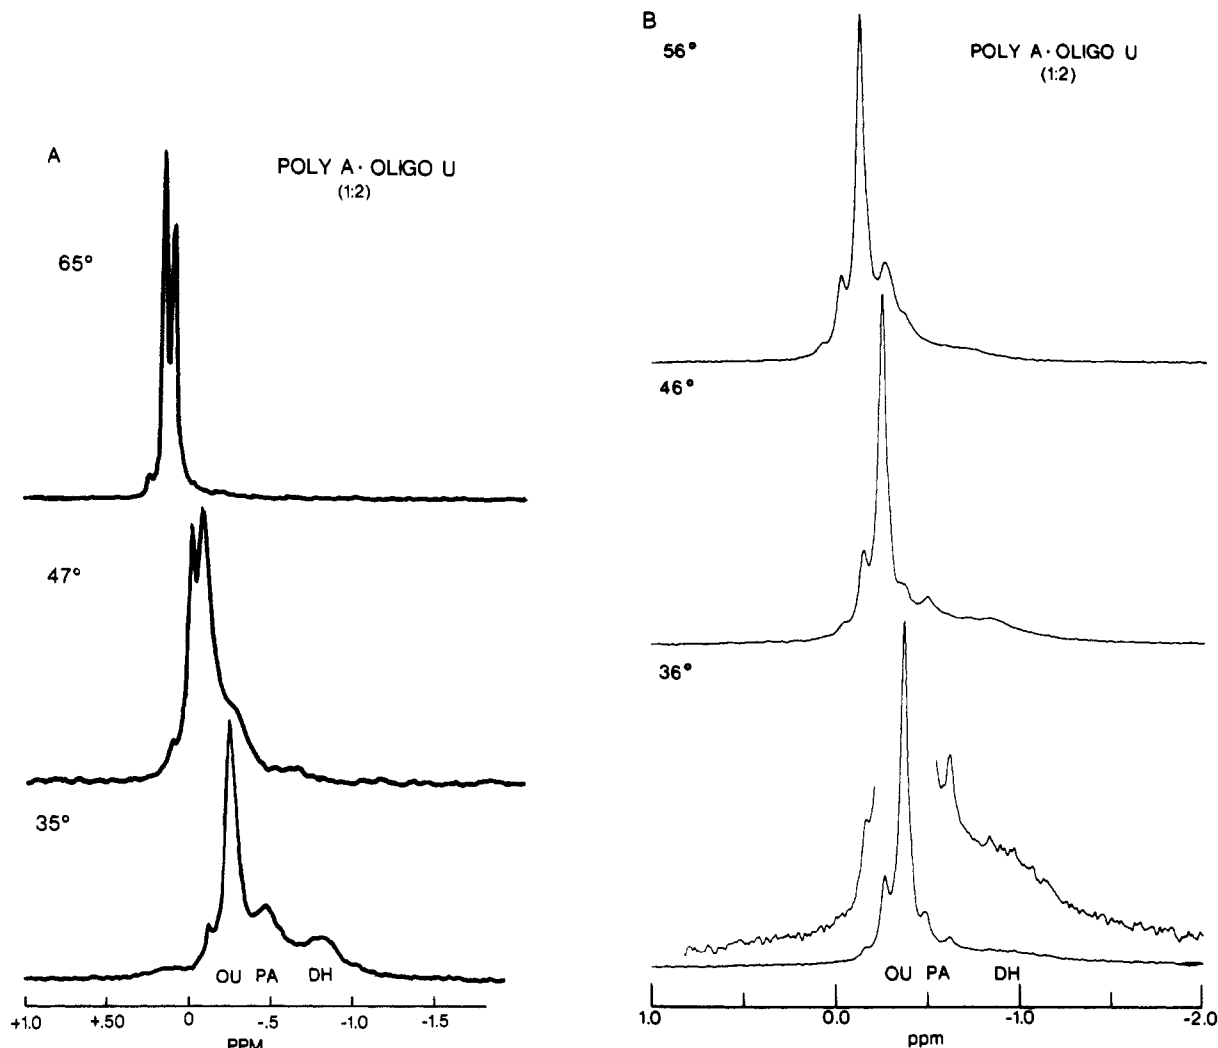 A
POLY A · OLIGO U
(1:2)
65°
47°
35°
OU PA DH
+1.0 +.50 0 -.5 -1.0 -1.5
PPM
B
56°
POLY A · OLIGO U
(1:2)
46°
36°
OU PA DH
1.0 0.0 -1.0 -2.0
ppm